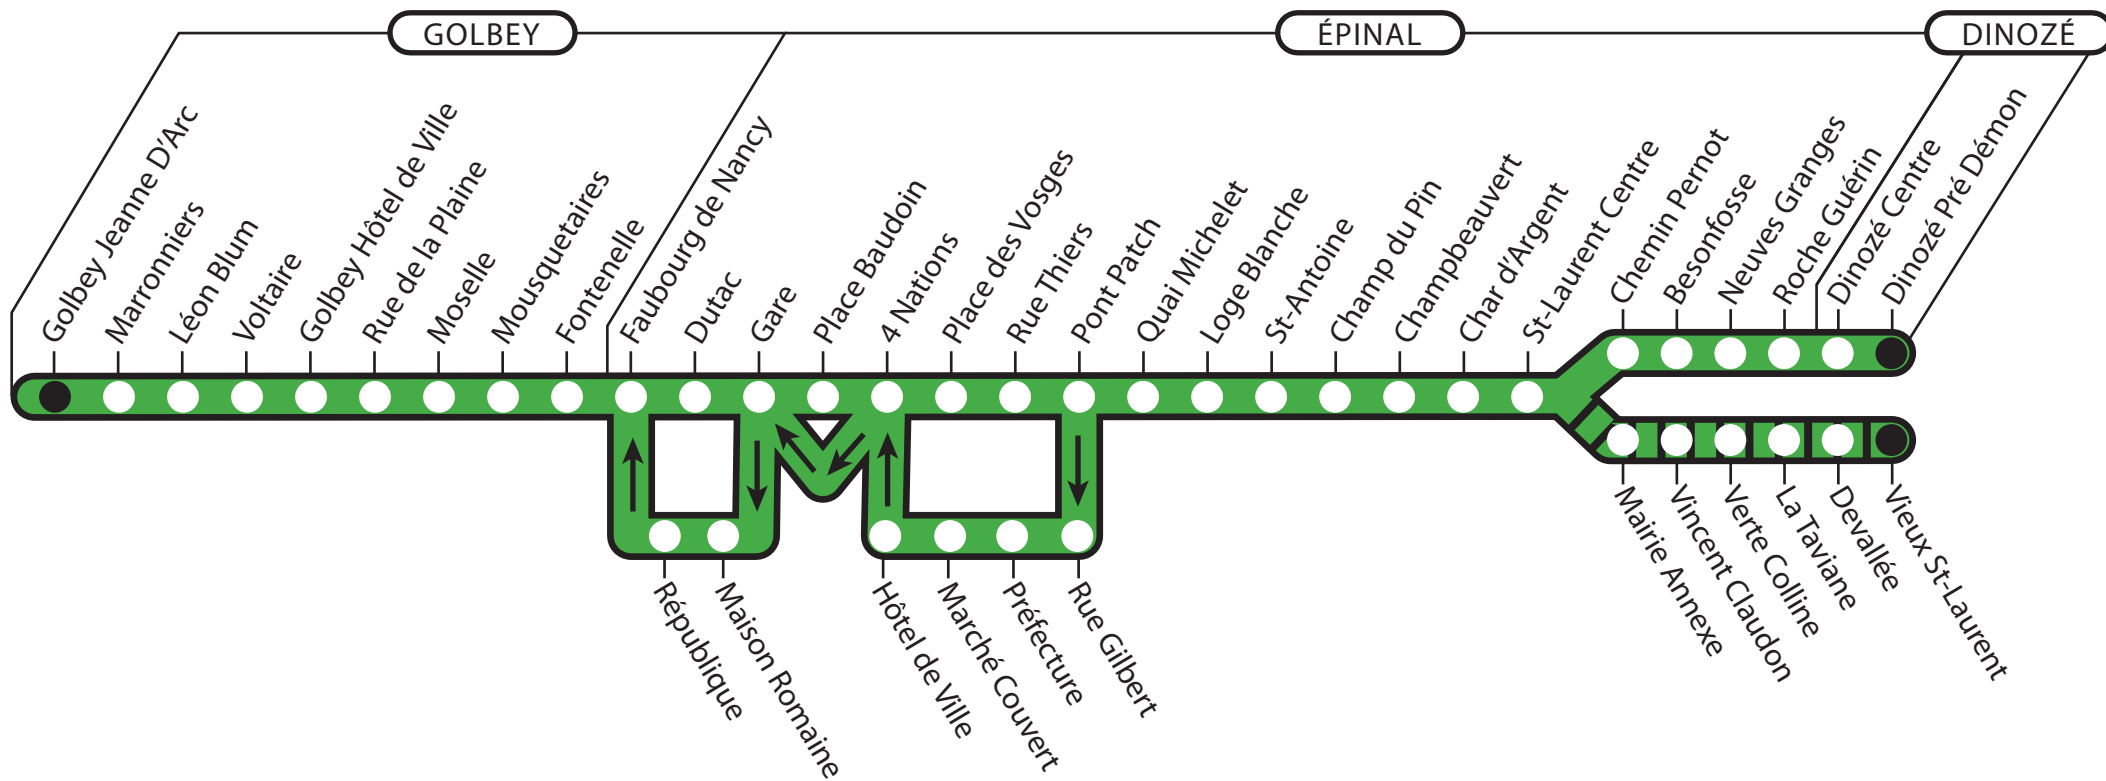 GOLBEY
ÉPINAL
DINOZÉ
Golbey Jeanne D'Arc
Marronniers
Léon Blum
Voltaire
Golbey Hôtel de Ville
Rue de la Plaine
Moselle
Mousquetaires
Fontenelle
Faubourg de Nancy
Dutac
Gare
Place Baudoin
4 Nations
Place des Vosges
Rue Thiers
Pont Patch
Quai Michelet
Loge Blanche
St-Antoine
Champ du Pin
Champbeauvert
Char d'Argent
St-Laurent Centre
Chemin Pernot
Besonfosse
Neuves Granges
Roche Guérin
Dinozé Centre
Dinozé Pré Démon
République
Maison Romaine
Hôtel de Ville
Marché Couvert
Préfecture
Rue Gilbert
Mairie Annexe
Vincent Claudon
Verte Colline
La Taviane
Devallée
Vieux St-Laurent